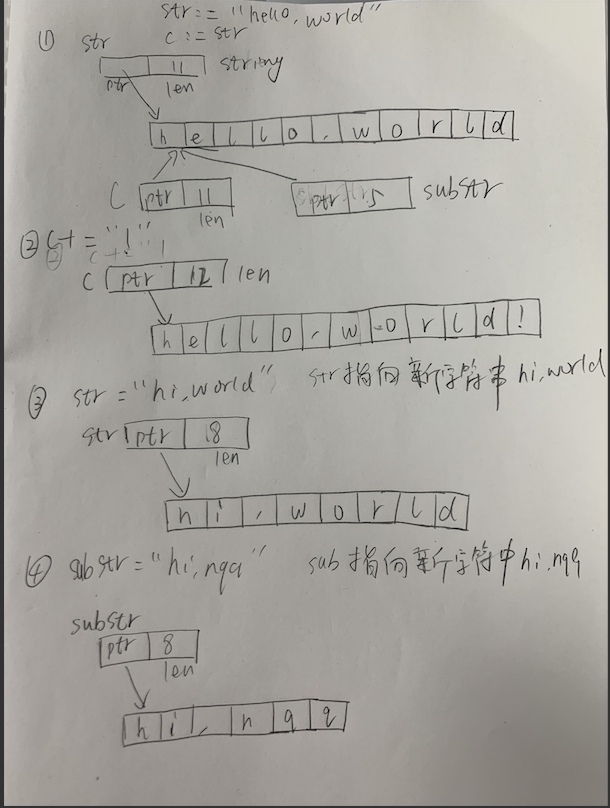 str:= "hello, world"
① str c := str
11 string
ptr len
h e l l o , w o r l d
C ptr 11 ptr 5 substr
len
② c+ = "!"
C ptr 12 len
h e l l o , w o r l d !
③ str = "hi,world" str指向新字符串hi,world
str ptr 8
len
h i , w o r l d
④ substr = "hi,nqq" sub指向新字符串hi,nqq
substr
ptr 8
len
h i , n q q